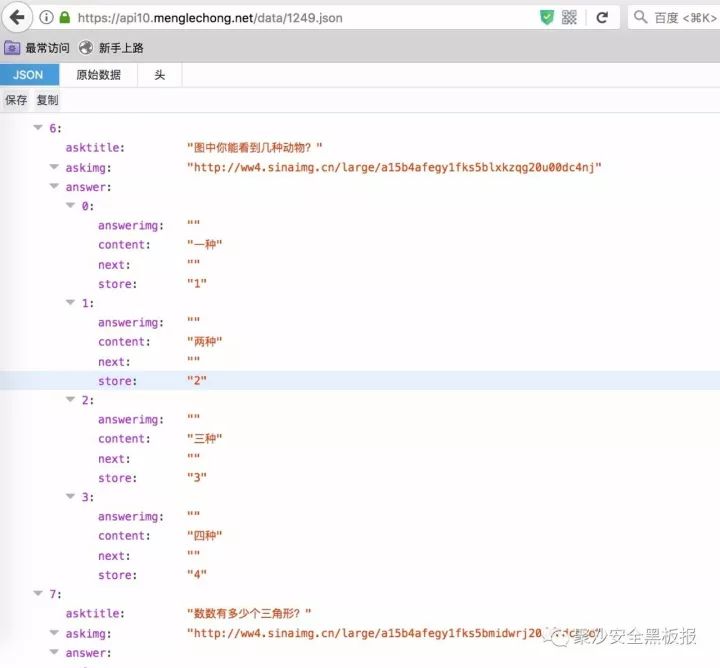 https://api10.menglechong.net/data/1249.json
百度 <⌘K>
最常访问 新手上路
JSON 原始数据 头
保存 复制
6:
asktitle: "图中你能看到几种动物？"
askimg: "http://ww4.sinaimg.cn/large/a15b4afegy1fks5blxkzqg20u00dc4nj"
answer:
0:
answerimg: ""
content: "一种"
next: ""
store: "1"
1:
answerimg: ""
content: "两种"
next: ""
store: "2"
2:
answerimg: ""
content: "三种"
next: ""
store: "3"
3:
answerimg: ""
content: "四种"
next: ""
store: "4"
7:
asktitle: "数数有多少个三角形？"
askimg: "http://ww4.sinaimg.cn/large/a15b4afegy1fks5bmidwrj20
聚沙安全黑板报
answer: